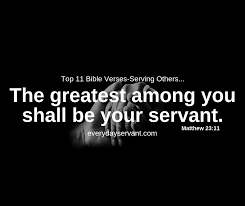 Top 11 Bible Verses-Serving Others...
The greatest among you
shall be your servant.
Matthew 23:11
everydayservant.com